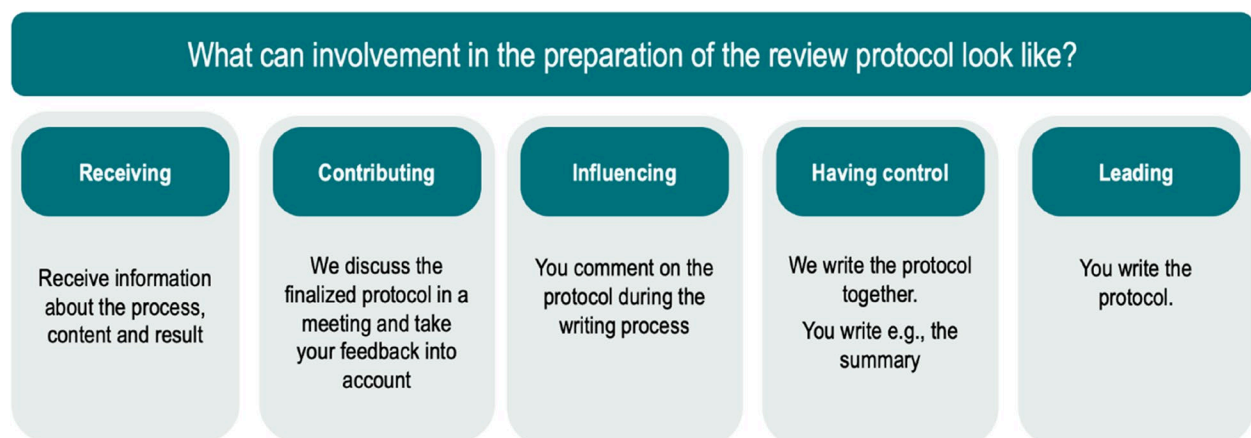 What can involvement in the preparation of the review protocol look like?
Receiving
Receive information
about the process,
content and result
Contributing
We discuss the
finalized protocol in a
meeting and take
your feedback into
account
Influencing
You comment on the
protocol during the
writing process
Having control
We write the protocol
together.
You write e.g., the
summary
Leading
You write the
protocol.